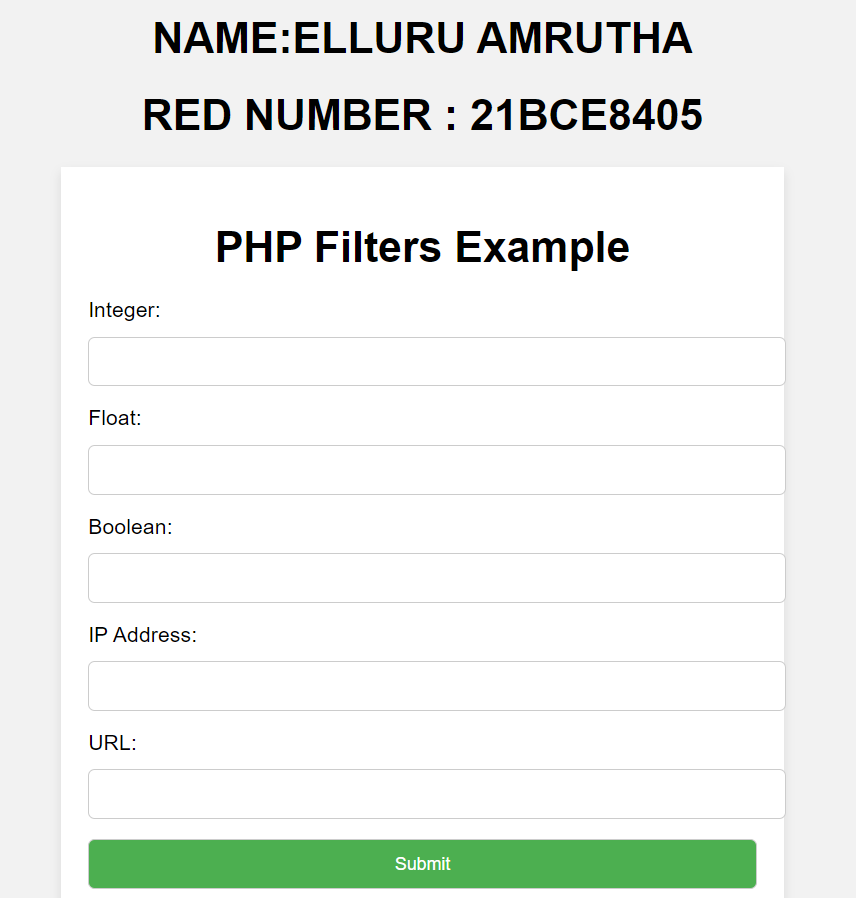 NAME:ELLURU AMRUTHA
RED NUMBER : 21BCE8405
PHP Filters Example
Integer:
Float:
Boolean:
IP Address:
URL:
Submit